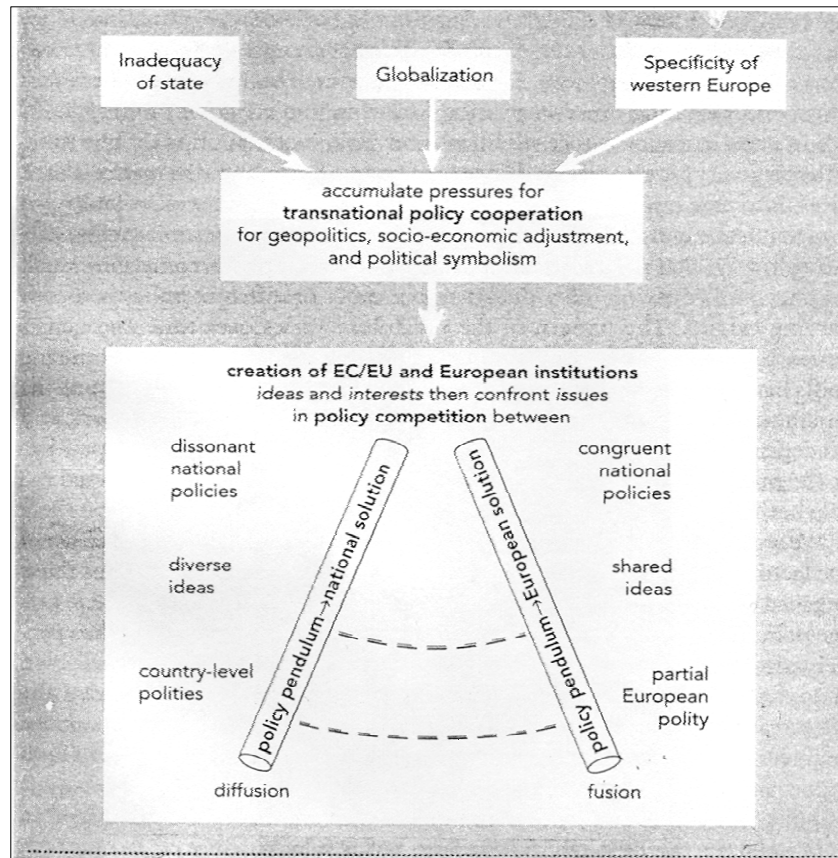 Inadequacy
of state
Globalization
Specificity of
western Europe
accumulate pressures for
transnational policy cooperation
for geopolitics, socio-economic adjustment,
and political symbolism
creation of EC/EU and European institutions
ideas and interests then confront issues
in policy competition between
dissonant
national
policies
congruent
national
policies
policy pendulum→national solution
policy pendulum→European solution
diverse
ideas
shared
ideas
country-level
polities
partial
European
polity
diffusion
fusion